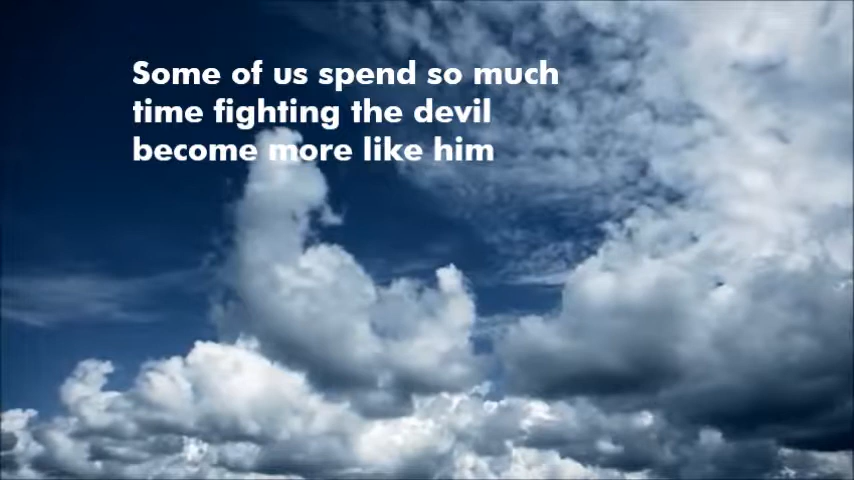 Some of us spend so much
time fighting the devil
become more like him